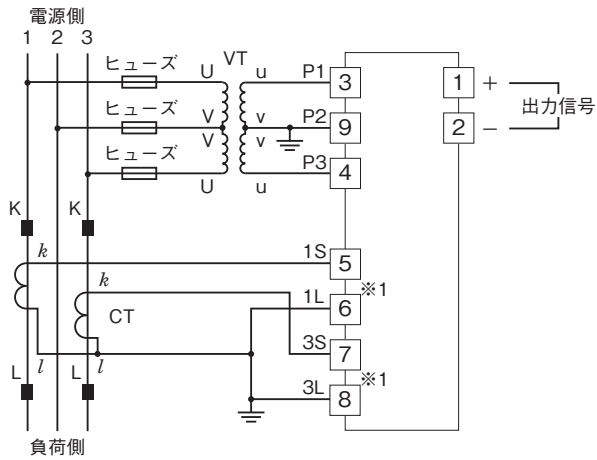 電源側
1 2 3
ヒューズ
VT
U u P1 3
1 +
出力信号
ヒューズ
V v P2 9
2 −
V v
ヒューズ
P3 4
U u
K K
k 1S 5
※1
k 1L 6
CT
3S 7
※1
L l L l
3L 8
負荷側